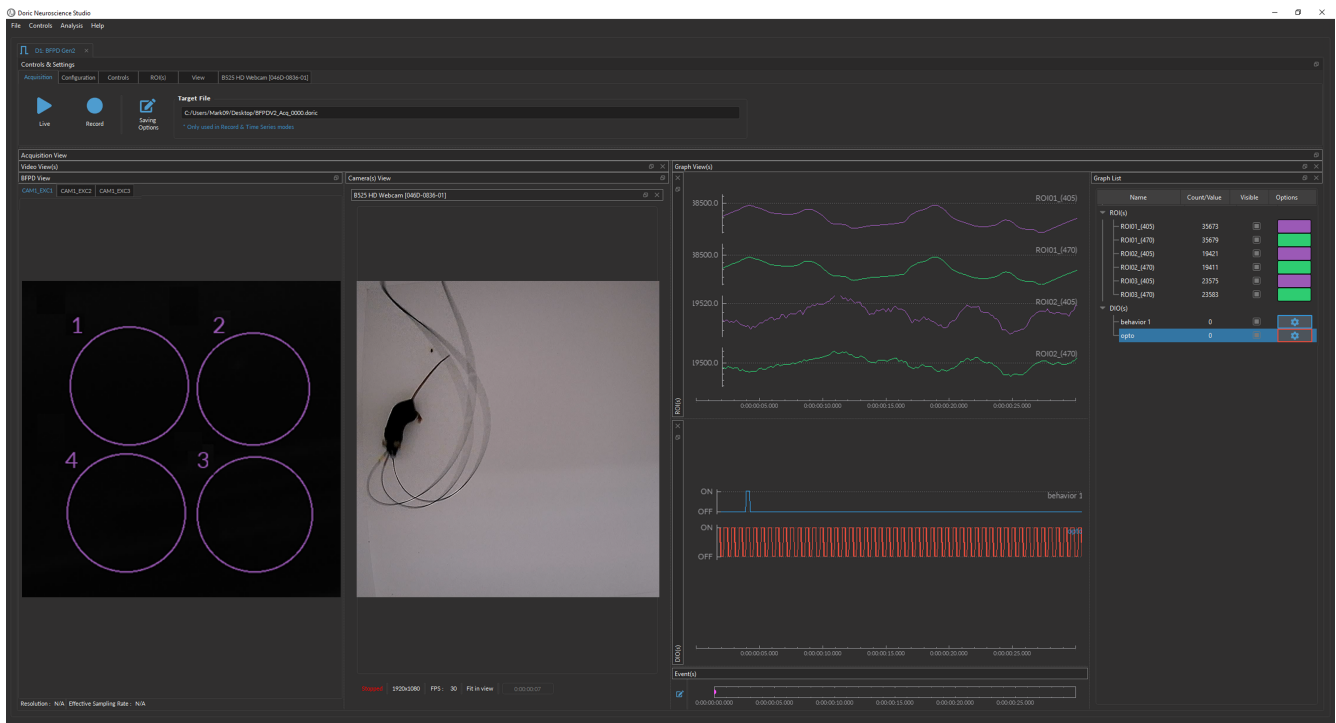 Doric Neuroscience Studio
File Controls Analysis Help
D1: BFPD Gen2
Controls & Settings
Acquisition Configuration Controls ROI(s) View B525 HD Webcam [046D-0836-01]
Live Record Saving Options
Target File
C:/Users/Mark09/Desktop/BFPDV2_Acq_0000.doric
* Only used in Record & Time Series modes
Acquisition View
Video View(s)
BFPD View
CAM1_EXC1 CAM1_EXC2 CAM1_EXC3
1 2
4 3
Resolution : N/A Effective Sampling Rate : N/A
Camera(s) View
B525 HD Webcam [046D-0836-01]
Stopped 1920x1080 FPS : 30 Fit in view 0:00:00:07
Graph View(s)
38500.0 ROI01_(405)
38500.0 ROI01_(470)
19520.0 ROI02_(405)
19500.0 ROI02_(470)
ROI(s)
0:00:00:05.000 0:00:00:10.000 0:00:00:15.000 0:00:00:20.000 0:00:00:25.000
ON
OFF
behavior 1
ON
OFF
opto
DIO(s)
0:00:00:05.000 0:00:00:10.000 0:00:00:15.000 0:00:00:20.000 0:00:00:25.000
Event(s)
0:00:00:00.000 0:00:00:05.000 0:00:00:10.000 0:00:00:15.000 0:00:00:20.000 0:00:00:25.000
Graph List
Name Count/Value Visible Options
ROI(s)
ROI01_(405) 35673
ROI01_(470) 35679
ROI02_(405) 19421
ROI02_(470) 19411
ROI03_(405) 23575
ROI03_(470) 23583
DIO(s)
behavior 1 0
opto 0